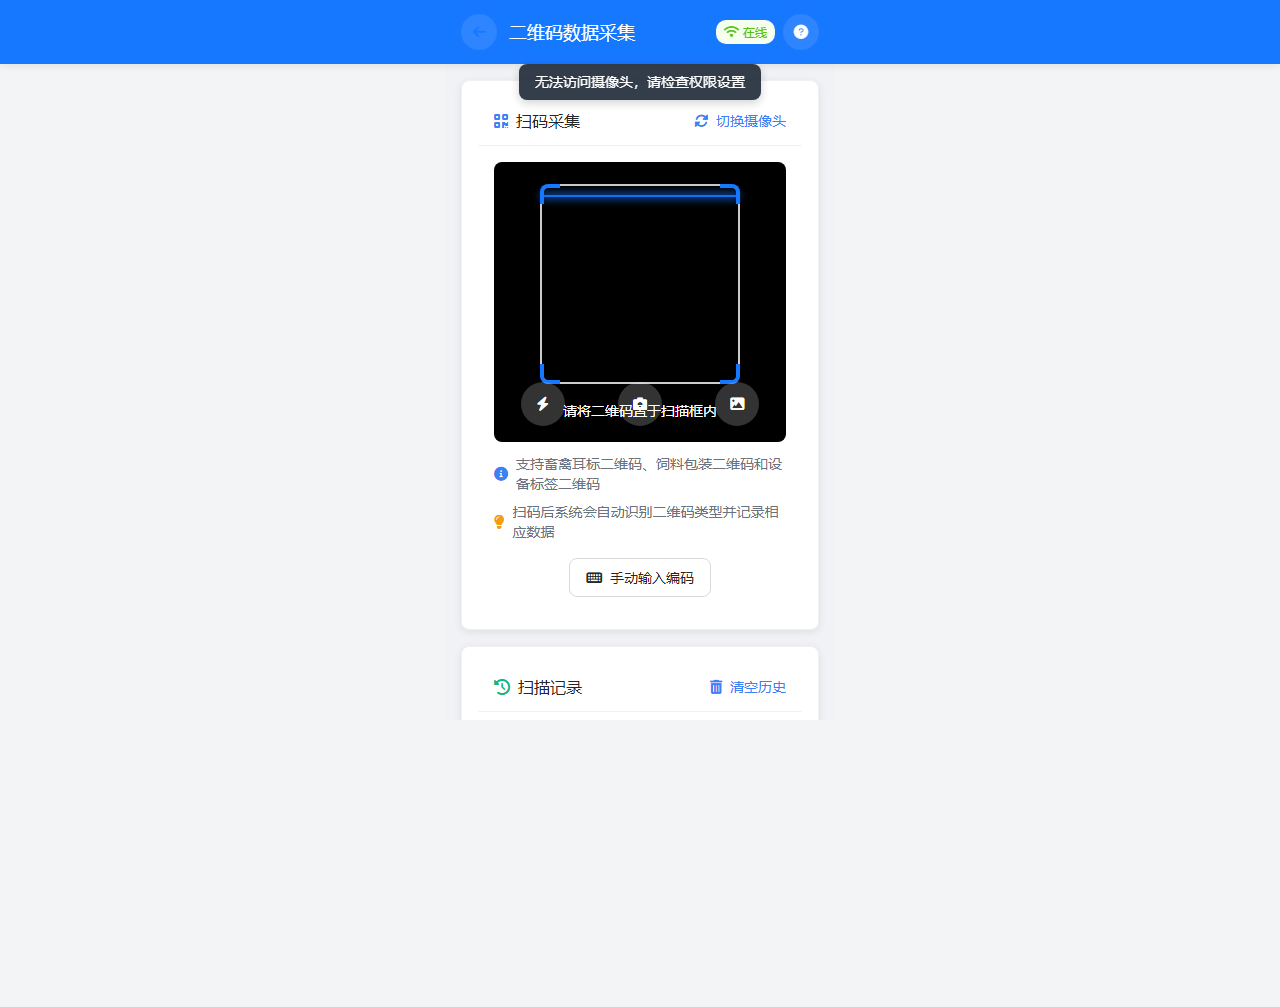 二维码数据采集
在线
无法访问摄像头，请检查权限设置
扫码采集
切换摄像头
请将二维码置于扫描框内
支持畜禽耳标二维码、饲料包装二维码和设
备标签二维码
扫码后系统会自动识别二维码类型并记录相
应数据
手动输入编码
扫描记录
清空历史